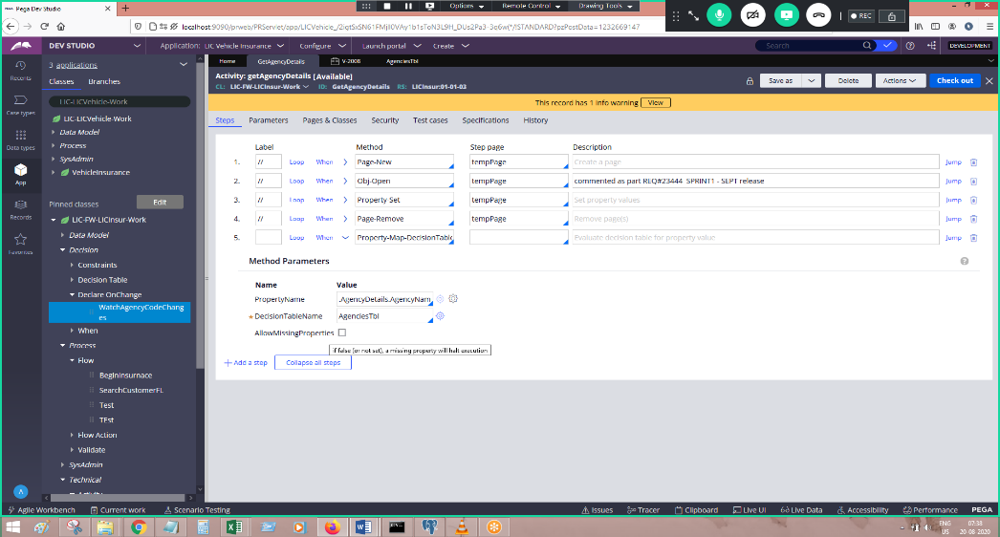 Pega Dev Studio
Options
Remote Control
Drawing Tools
REC
localhost:9090/prweb/PRServlet/app/LICVehicle_/
DEV STUDIO
Application: LIC Vehicle Insurance
Configure
Launch portal
Create
Search
DEVELOPMENT
Recents
Case types
Data types
App
Records
Favorites
3 applications
Classes Branches
LIC-LICVehicle-Work
LIC-LICVehicle-Work
Data Model
Process
SysAdmin
VehicleInsurance
Pinned classes
Edit
LIC-FW-LICInsur-Work
Data Model
Decision
Constraints
Decision Table
Declare OnChange
WatchAgencyCodeChang
es
When
Process
Flow
BeginInsurnace
SearchCustomerFL
Test
TEst
Flow Action
Validate
SysAdmin
Technical
A
Home GetAgencyDetails V-2008 AgenciesTbl
Activity: getAgencyDetails [Available]
CL: LIC-FW-LICInsur-Work ID: GetAgencyDetails RS: LICInsur:01-01-03
Save as Delete Actions Check out
This record has 1 info warning View
Steps Parameters Pages & Classes Security Test cases Specifications History
Label Method Step page Description
1. // Loop When Page-New tempPage Create a page Jump
2. // Loop When Obj-Open tempPage commented as part REQ#23444 SPRINT1 - SEPT release Jump
3. // Loop When Property Set tempPage Set property values Jump
4. // Loop When Page-Remove tempPage Remove page(s) Jump
5. Loop When Property-Map-DecisionTable Evaluate decision table for property value Jump
Method Parameters
Name Value
PropertyName .AgencyDetails.AgencyNam
DecisionTableName AgenciesTbl
AllowMissingProperties
if false (or not set), a missing property will halt execution
Add a step Collapse all steps
Agile Workbench Current work Scenario Testing
Issues Tracer Clipboard Live UI Live Data Accessibility Performance PEGA
ENG
US
07:38
20-08-2020